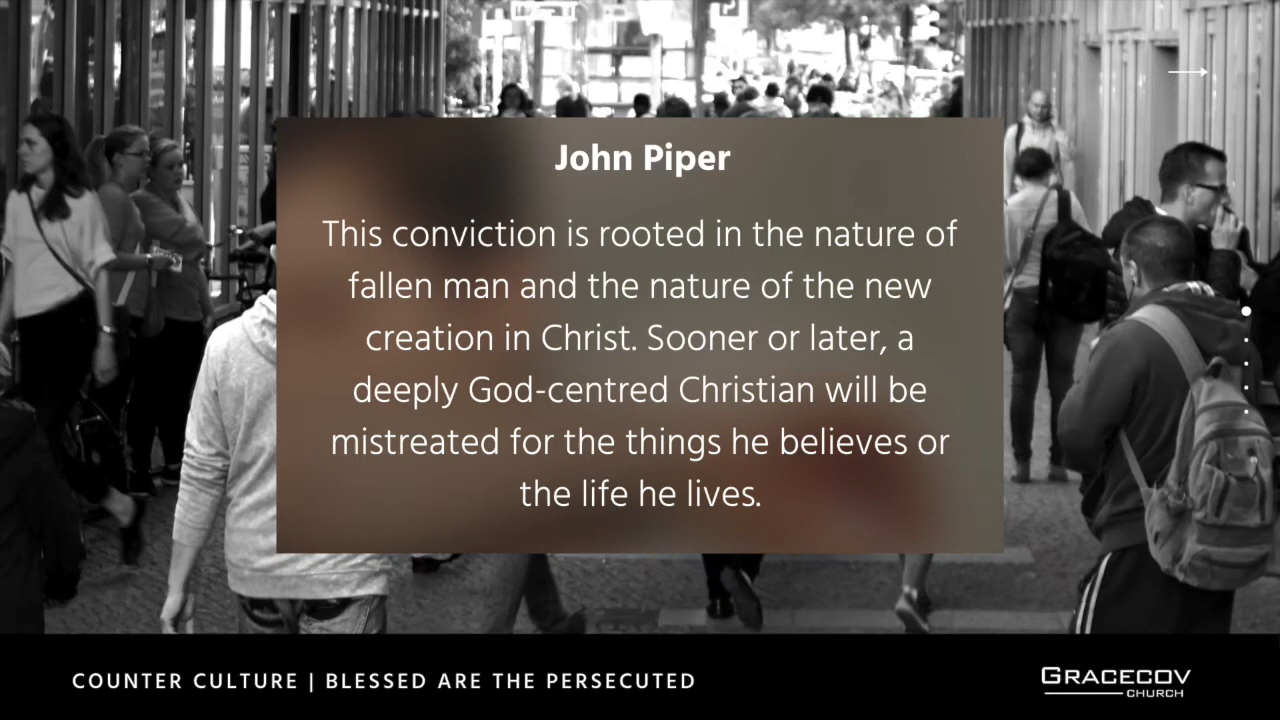 John Piper
This conviction is rooted in the nature of
fallen man and the nature of the new
creation in Christ. Sooner or later, a
deeply God-centred Christian will be
mistreated for the things he believes or
the life he lives.
COUNTER CULTURE | BLESSED ARE THE PERSECUTED
GRACECOV
CHURCH